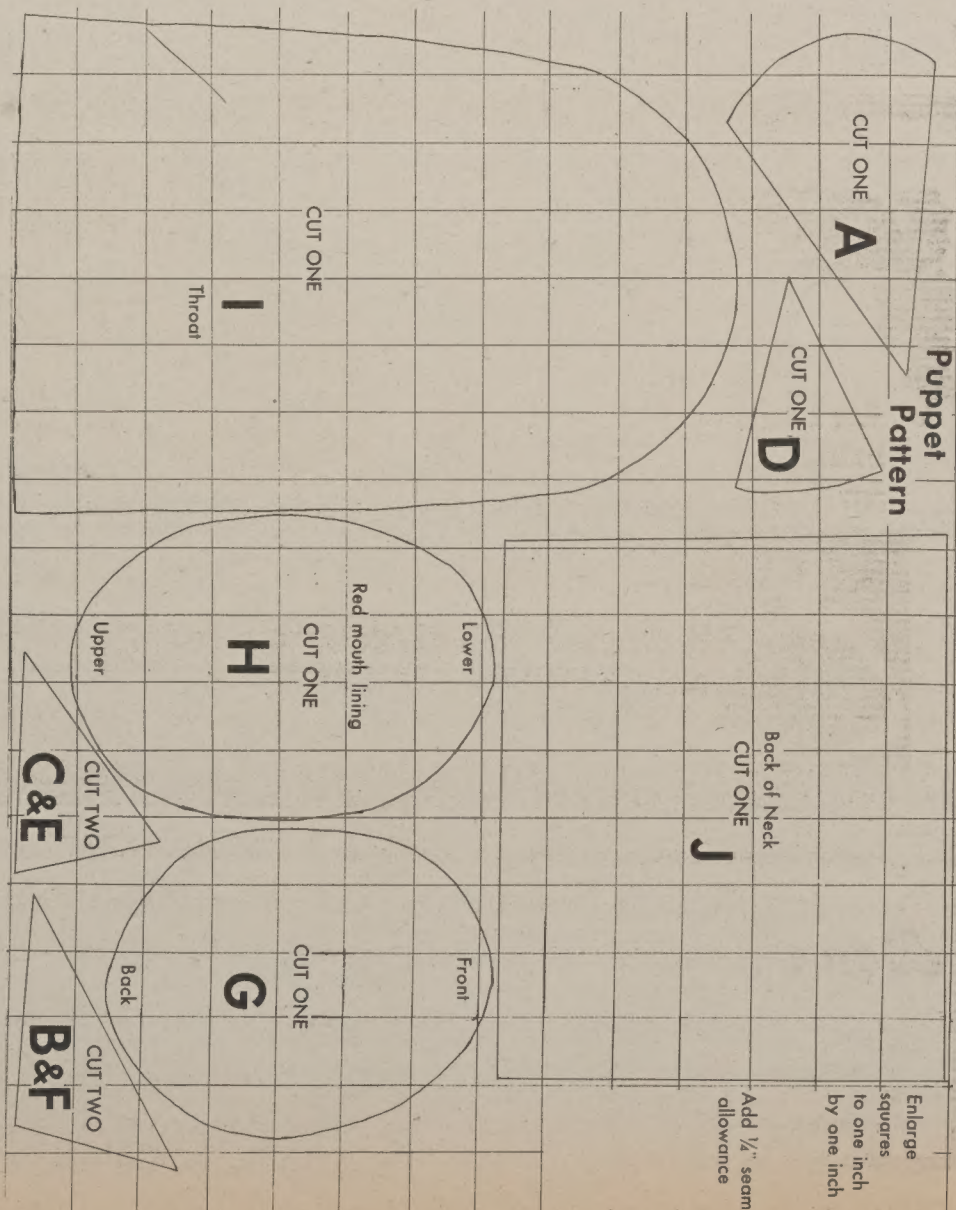 Puppet
Pattern
CUT ONE
A
CUT ONE
D
CUT ONE
I
Throat
Lower
Red mouth lining
CUT ONE
H
Upper
CUT TWO
C&E
Back of Neck
CUT ONE
J
Front
CUT ONE
G
Back
CUT TWO
B&F
Enlarge
squares
to one inch
by one inch
Add ¼" seam
allowance